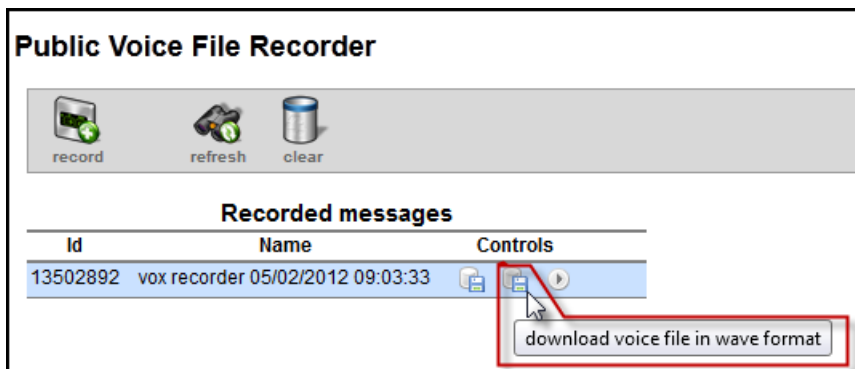 Public Voice File Recorder
record refresh clear
Recorded messages
Id Name Controls
13502892 vox recorder 05/02/2012 09:03:33
download voice file in wave format